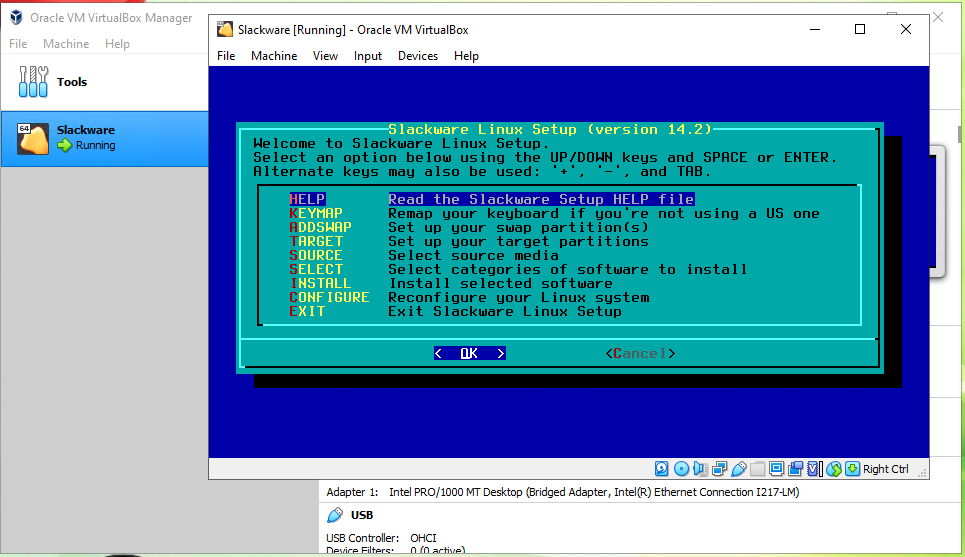 Oracle VM VirtualBox Manager
File Machine Help
Tools
64
Slackware
Running
Slackware [Running] - Oracle VM VirtualBox
File Machine View Input Devices Help
Slackware Linux Setup (version 14.2)
Welcome to Slackware Linux Setup.
Select an option below using the UP/DOWN keys and SPACE or ENTER.
Alternate keys may also be used: '+', '-', and TAB.
HELP Read the Slackware Setup HELP file
KEYMAP Remap your keyboard if you're not using a US one
ADDSWAP Set up your swap partition(s)
TARGET Set up your target partitions
SOURCE Select source media
SELECT Select categories of software to install
INSTALL Install selected software
CONFIGURE Reconfigure your Linux system
EXIT Exit Slackware Linux Setup
< OK > <Cancel>
Right Ctrl
Adapter 1: Intel PRO/1000 MT Desktop (Bridged Adapter, Intel(R) Ethernet Connection I217-LM)
USB
USB Controller: OHCI
Device Filters: 0 (0 active)